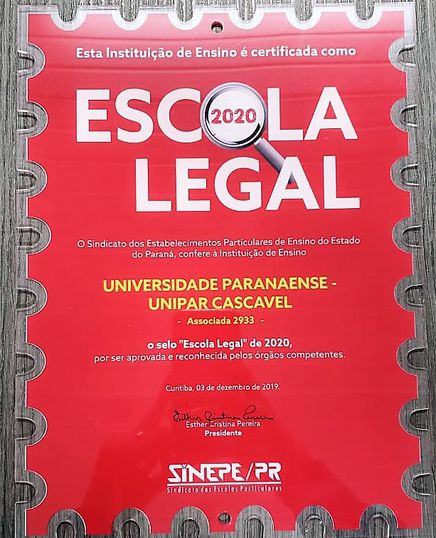 Esta Instituição de Ensino é certificada como
ESCOLA
2020
LEGAL
O Sindicato dos Estabelecimentos Particulares de Ensino do Estado
do Paraná, confere à Instituição de Ensino
UNIVERSIDADE PARANAENSE -
UNIPAR CASCAVEL
- Associada 2933 -
o selo "Escola Legal" de 2020,
por ser aprovada e reconhecida pelos órgãos competentes.
Curitiba, 03 de dezembro de 2019.
Esther Cristina Pereira
Esther Cristina Pereira
Presidente
SINEPE/PR
Sindicato das Escolas Particulares